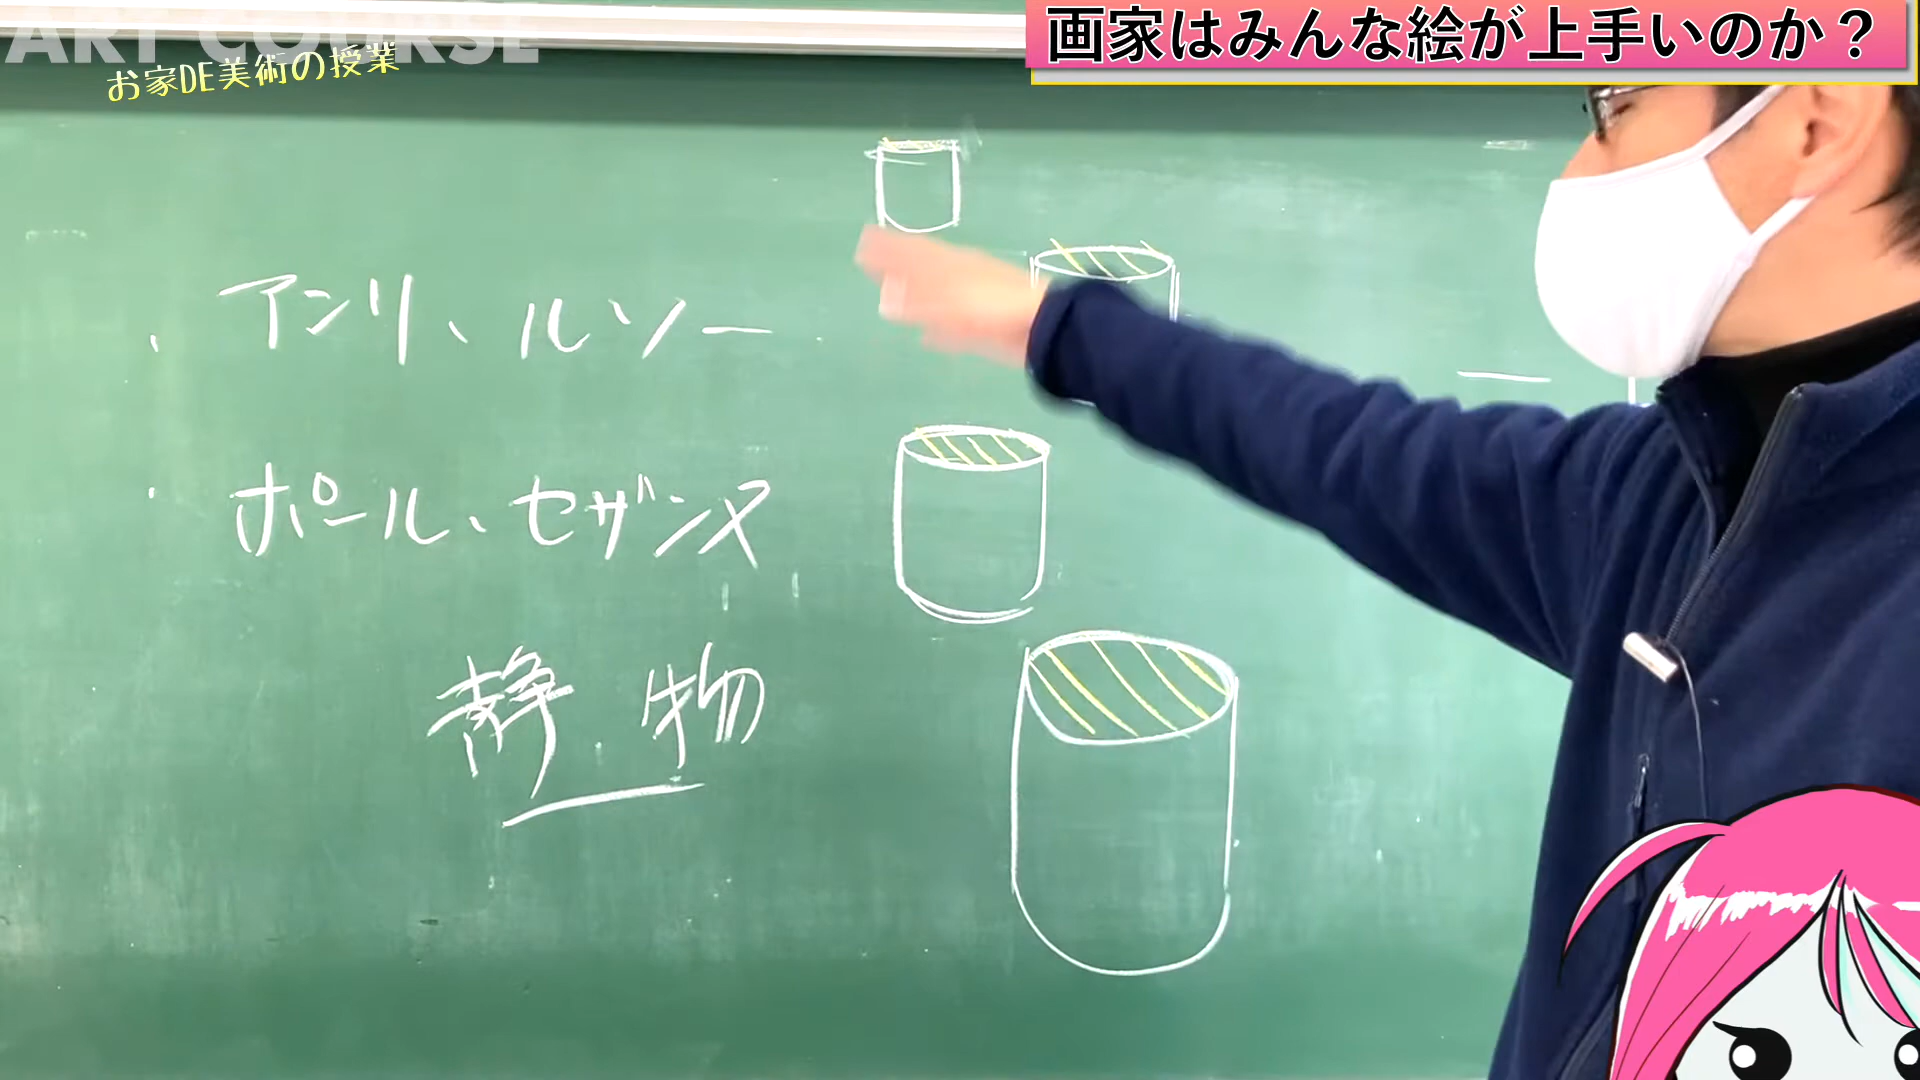 ART COURSE
お家DE美術の授業
画家はみんな絵が上手いのか？
・アンリ、ルソー
・ポール、セザンヌ
静物